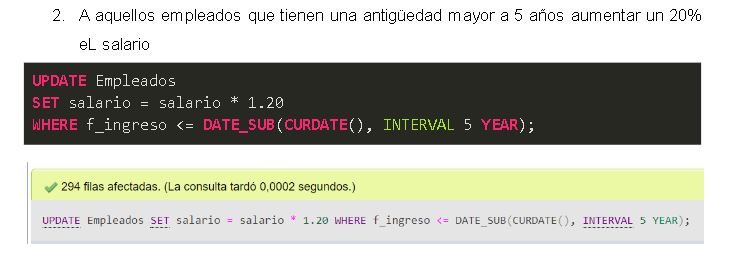 2. A aquellos empleados que tienen una antigüedad mayor a 5 años aumentar un 20%
eL salario
UPDATE Empleados
SET salario = salario * 1.20
WHERE f_ingreso <= DATE_SUB(CURDATE(), INTERVAL 5 YEAR);
294 filas afectadas. (La consulta tardó 0,0002 segundos.)
UPDATE Empleados SET salario = salario * 1.20 WHERE f_ingreso <= DATE_SUB(CURDATE(), INTERVAL 5 YEAR);